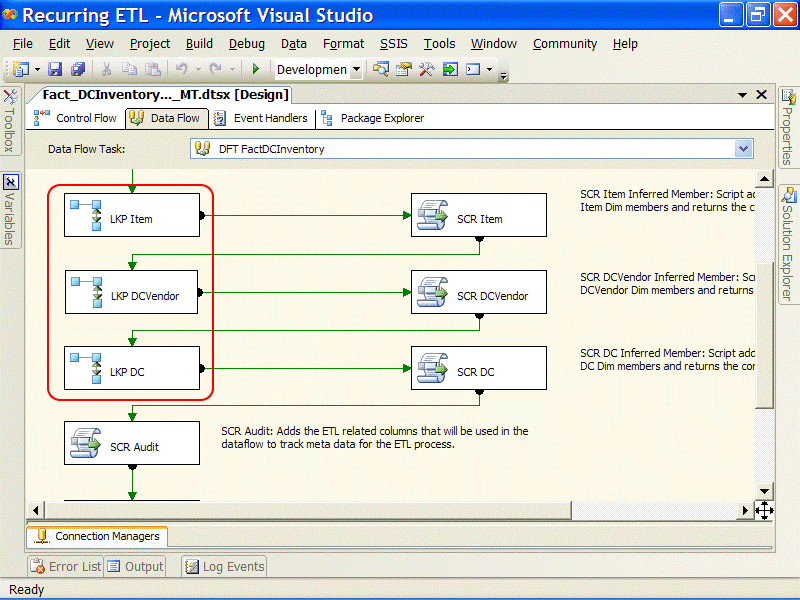 Recurring ETL - Microsoft Visual Studio
File Edit View Project Build Debug Data Format SSIS Tools Window Community Help
Developmen
Fact_DCInventory..._MT.dtsx [Design]
Control Flow Data Flow Event Handlers Package Explorer
Data Flow Task: DFT FactDCInventory
Toolbox
Variables
Properties
Solution Explorer
LKP Item
SCR Item
SCR Item Inferred Member: Script ad
Item Dim members and returns the c
LKP DCVendor
SCR DCVendor
SCR DCVendor Inferred Member: Scr
DCVendor Dim members and returns
LKP DC
SCR DC
SCR DC Inferred Member: Script add
DC Dim members and returns the cor
SCR Audit
SCR Audit: Adds the ETL related columns that will be used in the
dataflow to track meta data for the ETL process.
Connection Managers
Error List Output Log Events
Ready